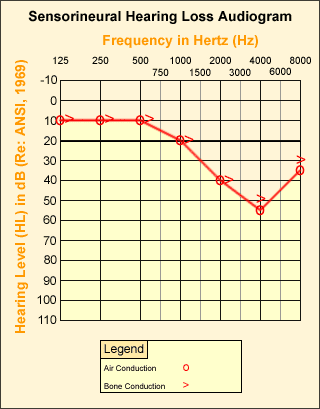 Sensorineural Hearing Loss Audiogram
Frequency in Hertz (Hz)
125 250 500 1000 2000 4000 8000
750 1500 3000 6000
Hearing Level (HL) in dB (Re: ANSI, 1969)
-10
0
10
20
30
40
50
60
70
80
90
100
110
Legend
Air Conduction O
Bone Conduction >